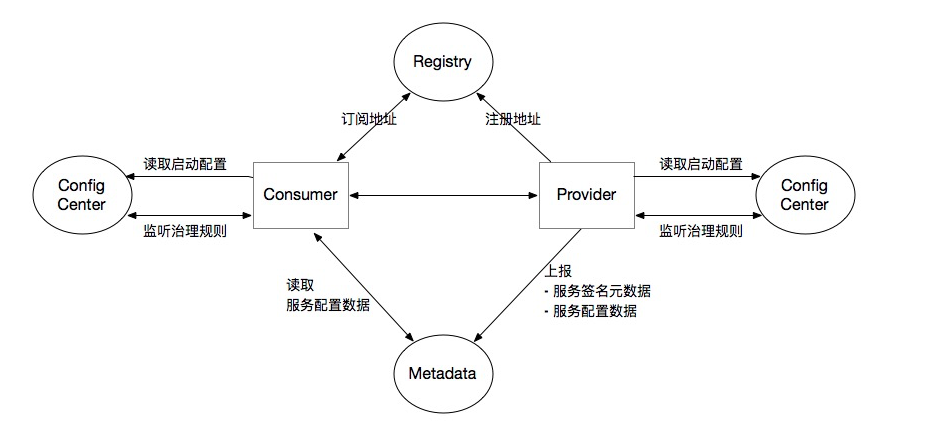 Registry
订阅地址
注册地址
读取启动配置
读取启动配置
Config
Center
Consumer
Provider
Config
Center
监听治理规则
监听治理规则
读取
服务配置数据
上报
- 服务签名元数据
- 服务配置数据
Metadata